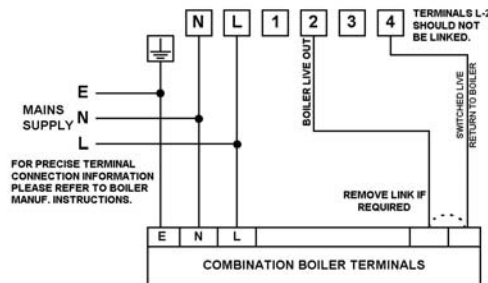 N L 1 2 3 4
TERMINALS L-2
SHOULD NOT
BE LINKED.
BOILER LIVE OUT
SWITCHED LIVE
RETURN TO BOILER
E
MAINS
SUPPLY
N
L
FOR PRECISE TERMINAL
CONNECTION INFORMATION
PLEASE REFER TO BOILER
MANUF. INSTRUCTIONS.
REMOVE LINK IF
REQUIRED
E N L
COMBINATION BOILER TERMINALS